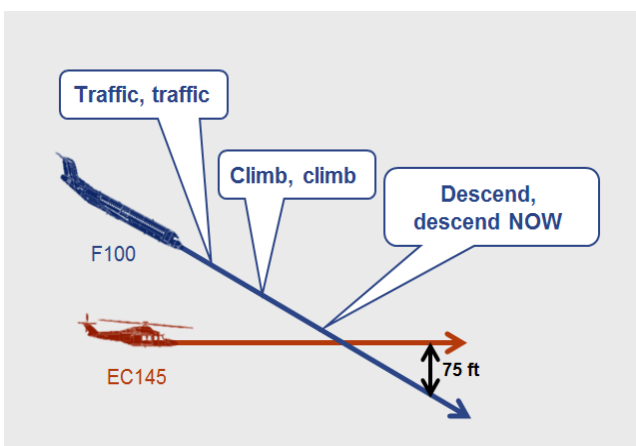 Traffic, traffic
Climb, climb
Descend,
descend NOW
F100
EC145
75 ft